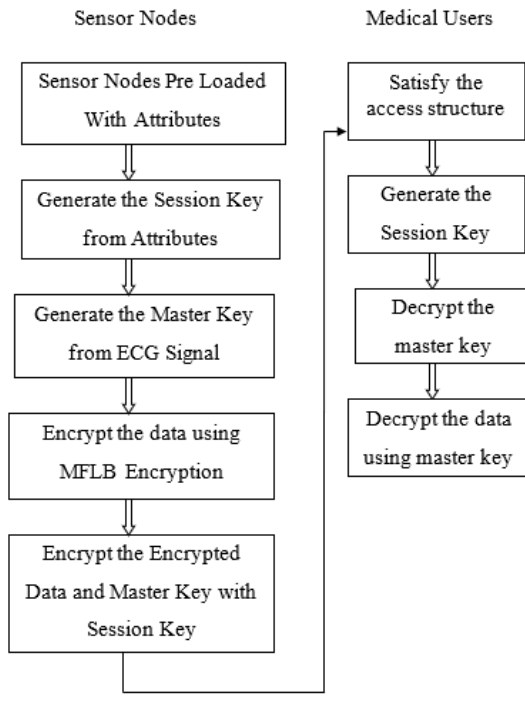 Sensor Nodes
Sensor Nodes Pre Loaded
With Attributes
Generate the Session Key
from Attributes
Generate the Master Key
from ECG Signal
Encrypt the data using
MFLB Encryption
Encrypt the Encrypted
Data and Master Key with
Session Key
Medical Users
Satisfy the
access structure
Generate the
Session Key
Decrypt the
master key
Decrypt the data
using master key